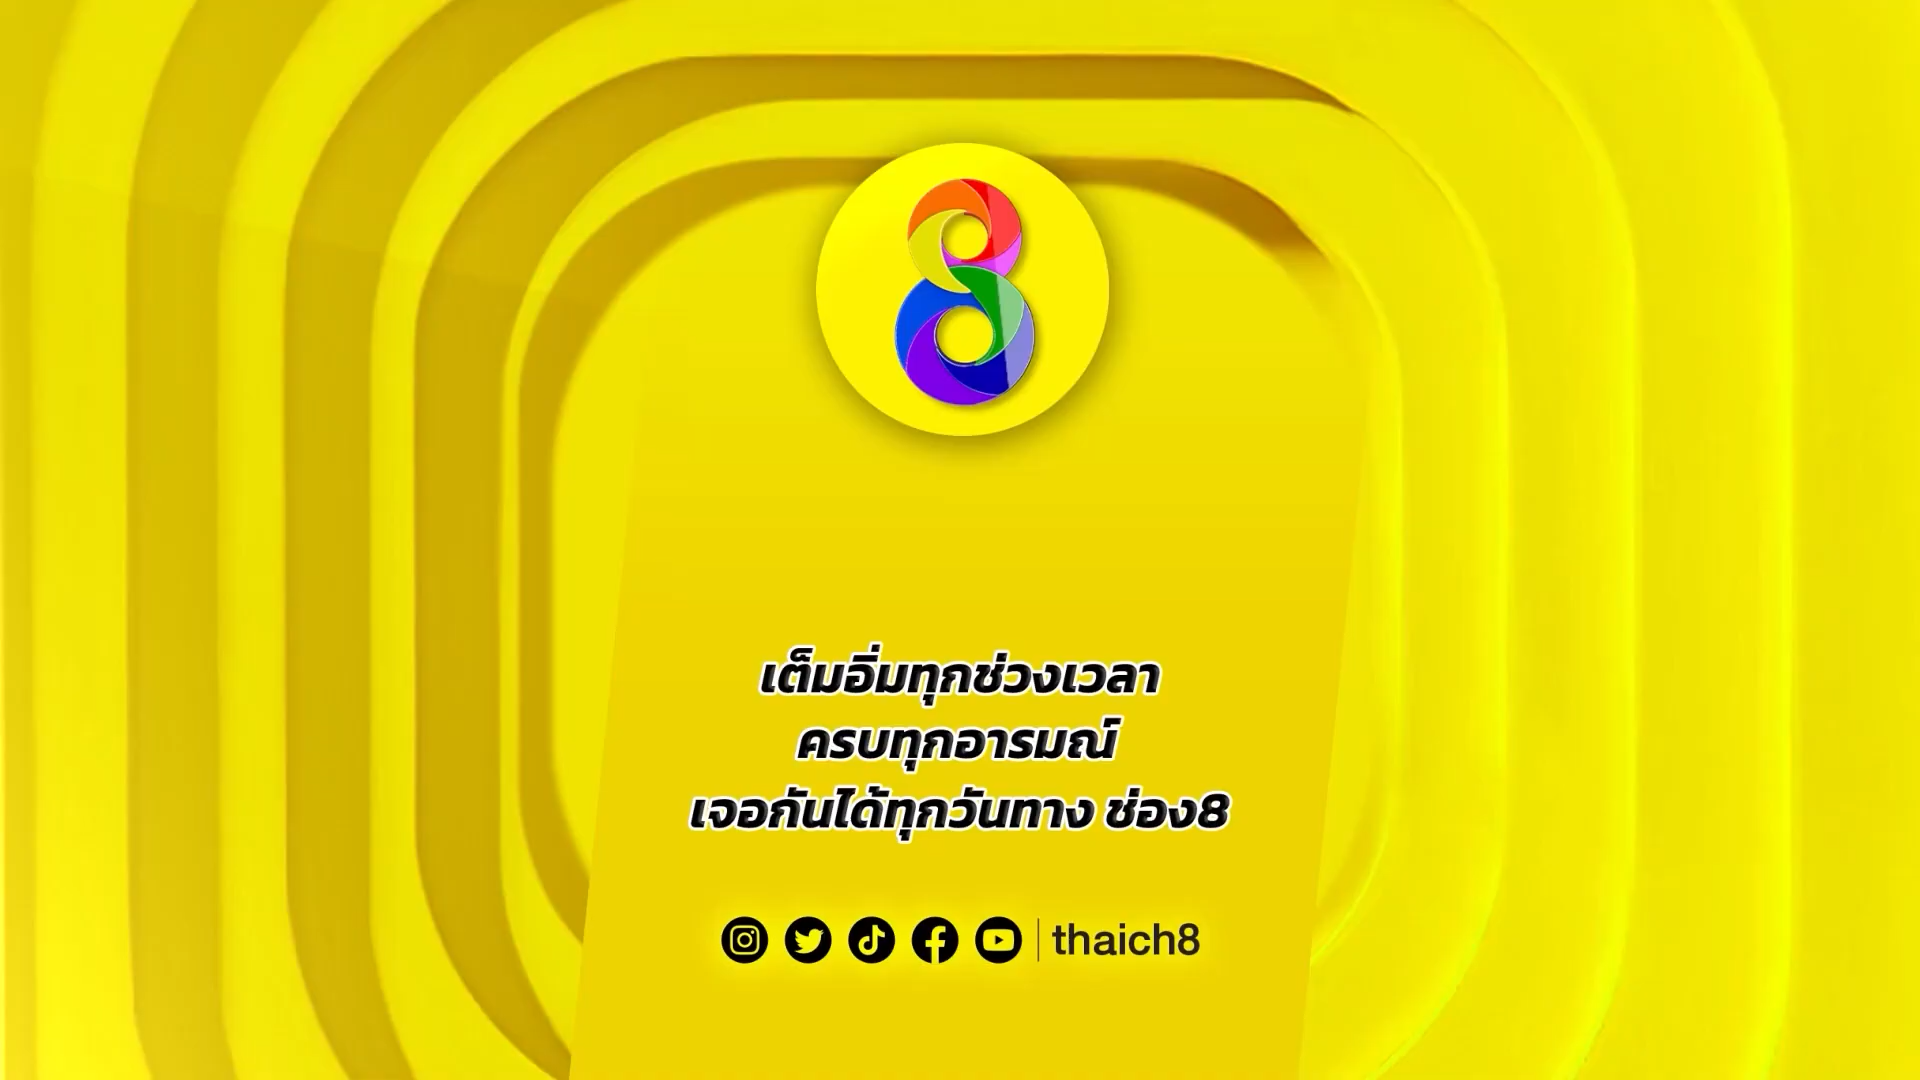 8
เต็มอิ่มทุกช่วงเวลา
ครบทุกอารมณ์
เจอกันได้ทุกวันทาง ช่อง8
thaich8